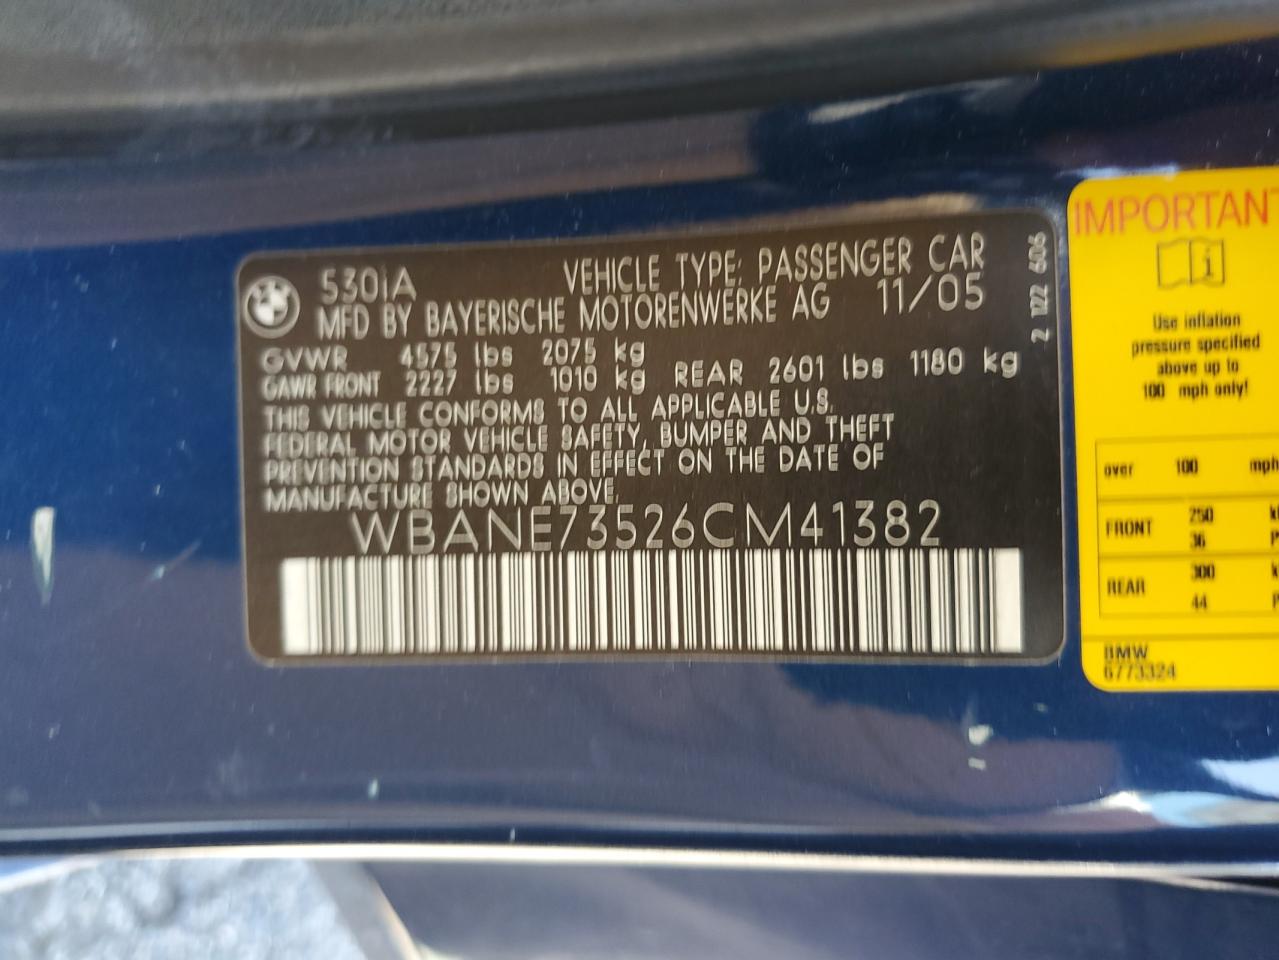 5301A VEHICLE TYPE: PASSENGER CAR
MFD BY BAYERISCHE MOTORENWERKE AG 11/05
GVWR 4575 lbs 2075 kg
GAWR FRONT 2227 lbs 1010 kg REAR 2601 lbs 1180 kg
THIS VEHICLE CONFORMS TO ALL APPLICABLE U.S.
FEDERAL MOTOR VEHICLE SAFETY, BUMPER AND THEFT
PREVENTION STANDARDS IN EFFECT ON THE DATE OF
MANUFACTURE SHOWN ABOVE.
WBANE73526CM41382
2 122 606
IMPORTANT
Use inflation
pressure specified
above up to
100 mph only!
over 100 mph
FRONT 250
36
REAR 300
44
BMW
6773324